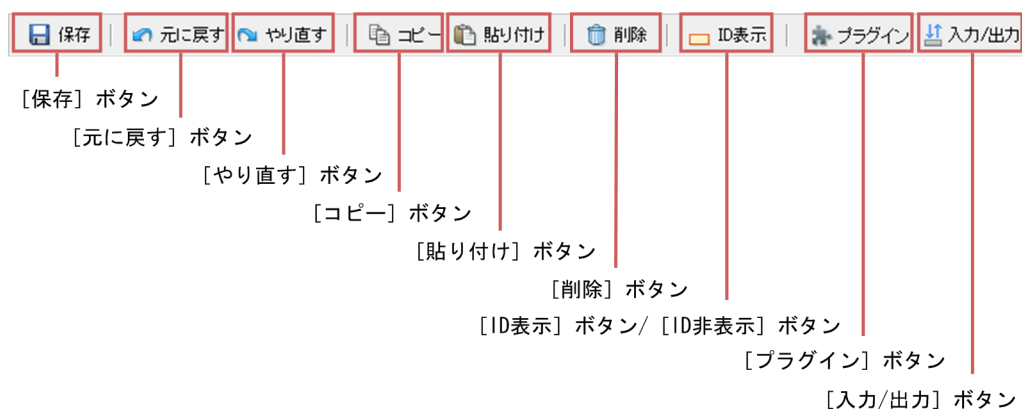 保存 元に戻す やり直す コピー 貼り付け 削除 ID表示 プラグイン 入力/出力
[保存] ボタン
[元に戻す] ボタン
[やり直す] ボタン
[コピー] ボタン
[貼り付け] ボタン
[削除] ボタン
[ID表示] ボタン/ [ID非表示] ボタン
[プラグイン] ボタン
[入力/出力] ボタン